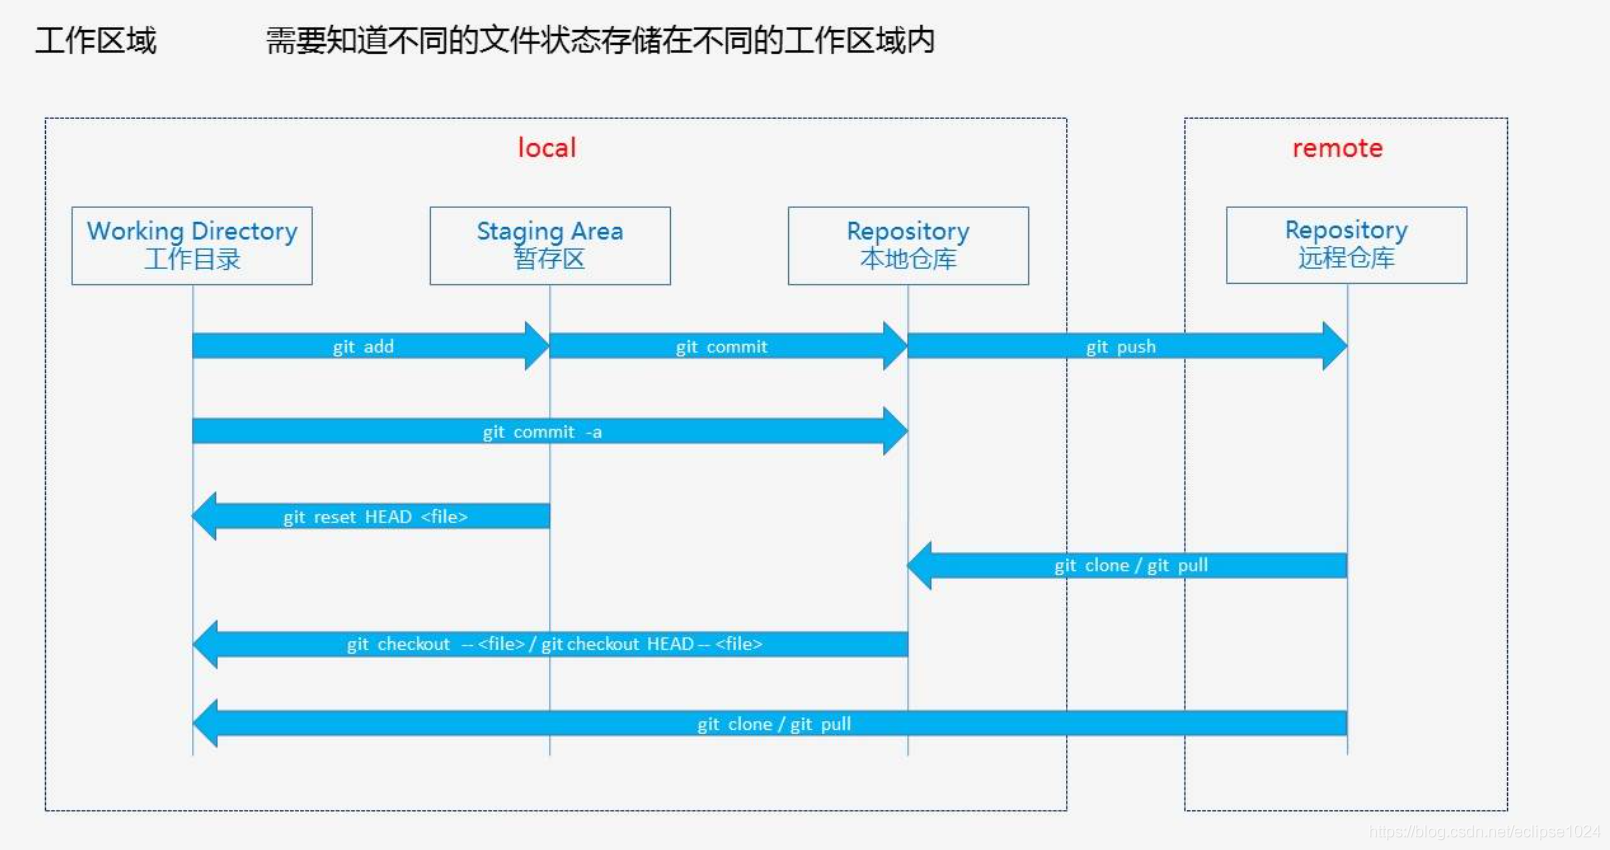 工作区域 需要知道不同的文件状态存储在不同的工作区域内
local
remote
Working Directory
工作目录
Staging Area
暂存区
Repository
本地仓库
Repository
远程仓库
git add
git commit
git push
git commit -a
git reset HEAD <file>
git clone / git pull
git checkout -- <file> / git checkout HEAD -- <file>
git clone / git pull
https://blog.csdn.net/eclipse1024